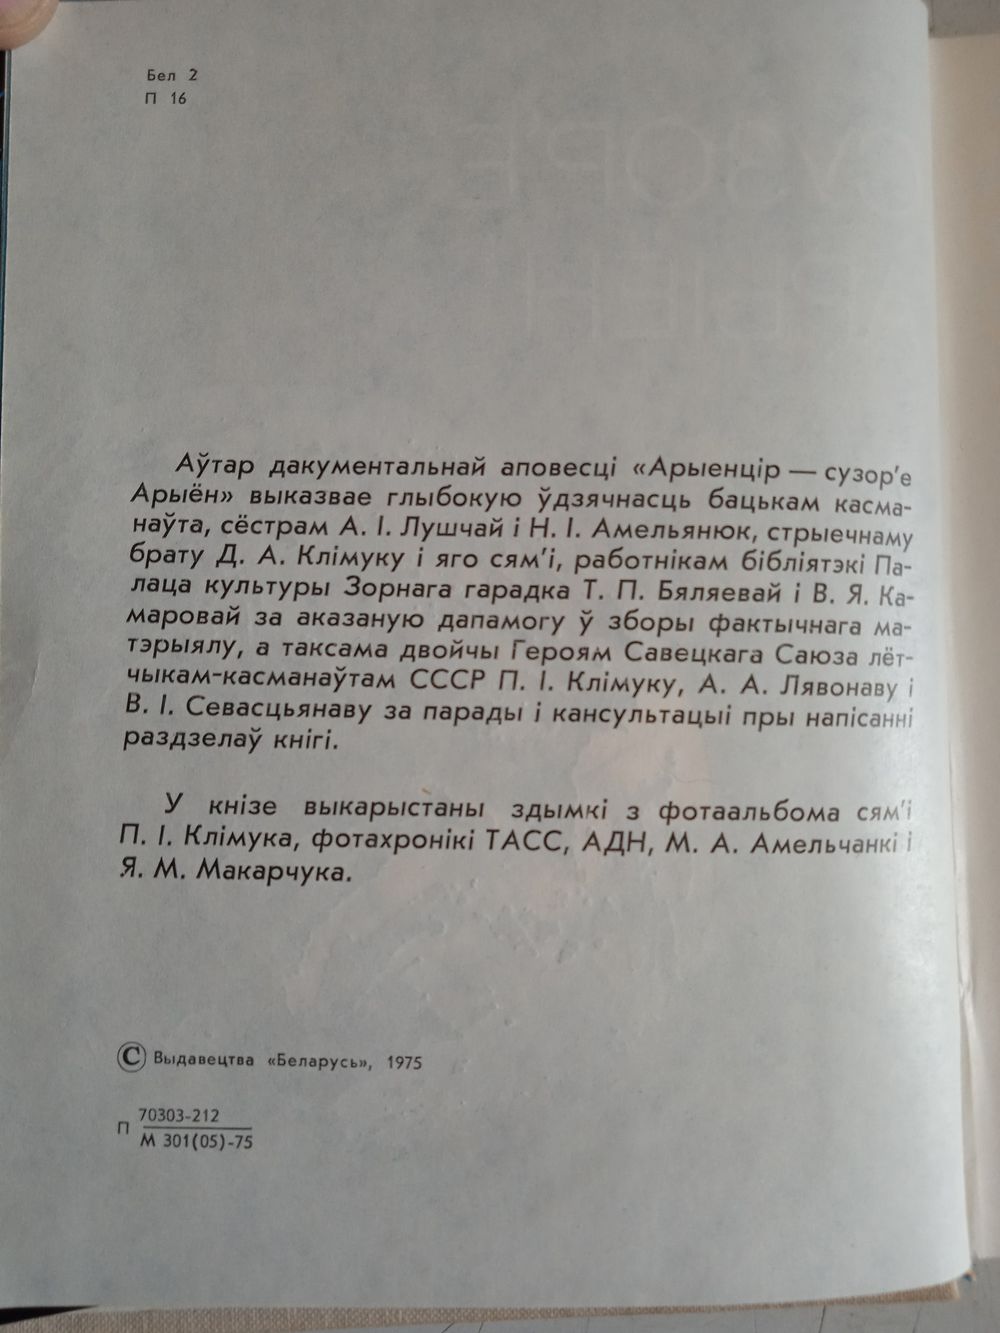 Бел 2
П 16
Аўтар дакументальнай аповесці «Арыенцір — сузор'е
Арыён» выказвае глыбокую ўдзячнасць бацькам касма-
наўта, сёстрам А. І. Лушчай і Н. І. Амельянюк, стрыечнаму
брату Д. А. Клімуку і яго сям'і, работнікам бібліятэкі Па-
лаца культуры Зорнага гарадка Т. П. Бяляевай і В. Я. Ка-
маровай за аказаную дапамогу ў зборы фактычнага ма-
тэрыялу, а таксама двойчы Героям Савецкага Саюза лёт-
чыкам-касманаўтам СССР П. І. Клімуку, А. А. Лявонаву і
В. І. Севасцьянаву за парады і кансультацыі пры напісанні
раздзелаў кнігі.
У кнізе выкарыстаны здымкі з фотаальбома сям'і
П. І. Клімука, фотахронікі ТАСС, АДН, М. А. Амельчанкі і
Я. М. Макарчука.
© Выдавецтва «Беларусь», 1975
70303-212
П
М 301(05)-75